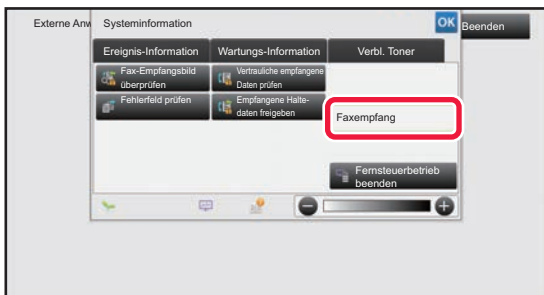 Externe Anw
Systeminformation
OK
Beenden
Ereignis-Information
Wartungs-Information
Verbl. Toner
Fax-Empfangsbild
überprüfen
Vertrauliche empfangene
Daten prüfen
Fehlerfeld prüfen
Empfangene Halte-
daten freigeben
Faxempfang
Fernsteuerbetrieb
beenden